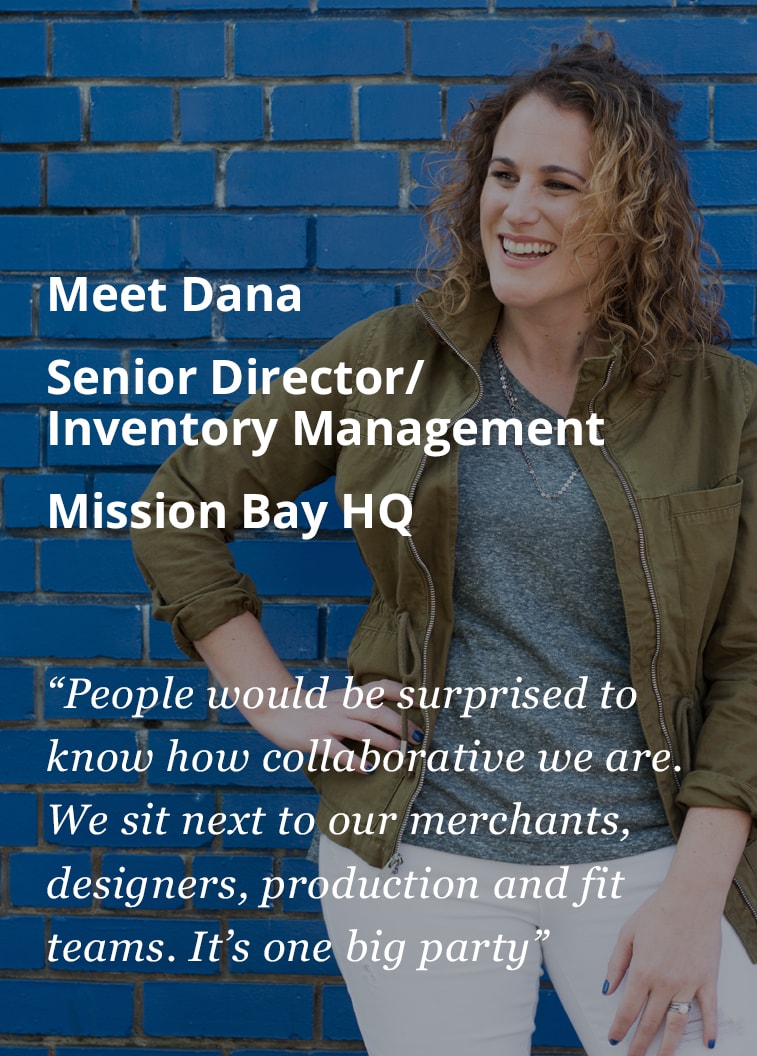 Meet Dana
Senior Director/
Inventory Management
Mission Bay HQ
“People would be surprised to
know how collaborative we are.
We sit next to our merchants,
designers, production and fit
teams. It’s one big party”